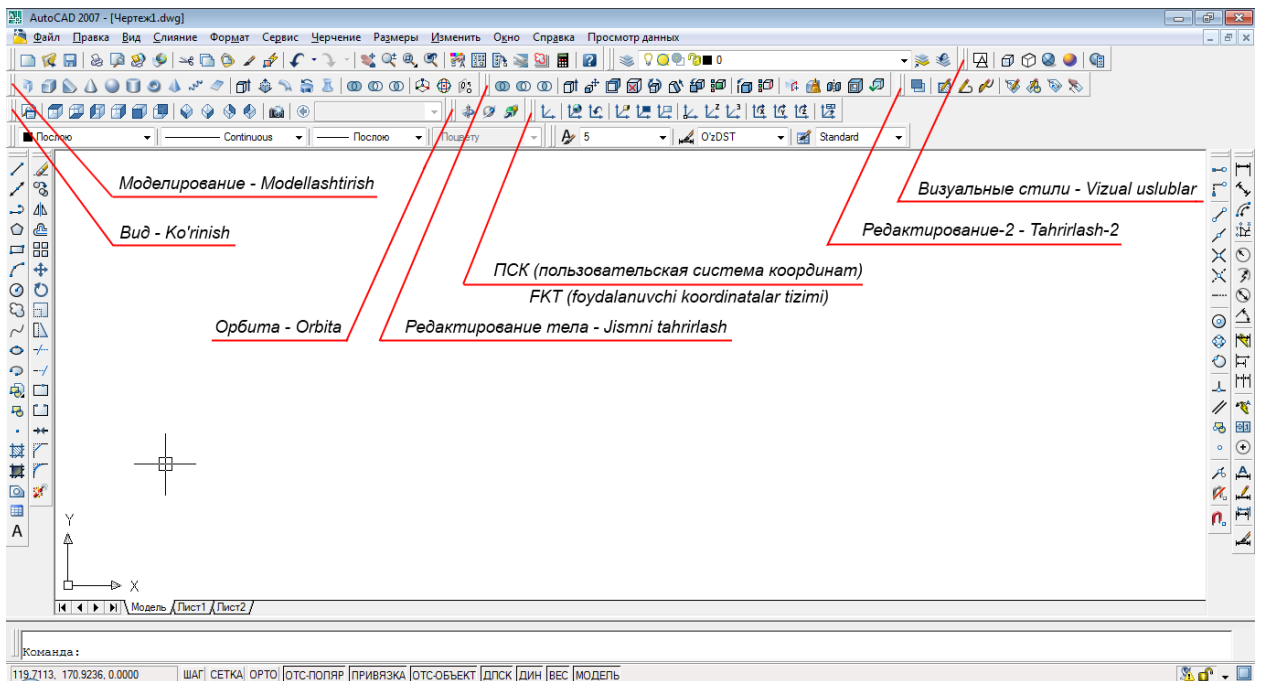 AutoCAD 2007 - [Чертеж1.dwg]
Файл Правка Вид Слияние Формат Сервис Черчение Размеры Изменить Окно Справка Просмотр данных
0
Послою Continuous Послою Поцвету 5 O'zDST Standard
Моделирование - Modellashtirish
Визуальные стили - Vizual uslublar
Вид - Ko'rinish
Редактирование-2 - Tahrirlash-2
ПСК (пользовательская система координат)
FKT (foydalanuvchi koordinatalar tizimi)
Орбита - Orbita
Редактирование тела - Jismni tahrirlash
A
Y
X
Модель Лист1 Лист2
Команда:
119.7113, 170.9236, 0.0000 ШАГ СЕТКА ОРТО ОТС-ПОЛЯР ПРИВЯЗКА ОТС-ОБЪЕКТ ДПСК ДИН ВЕС МОДЕЛЬ